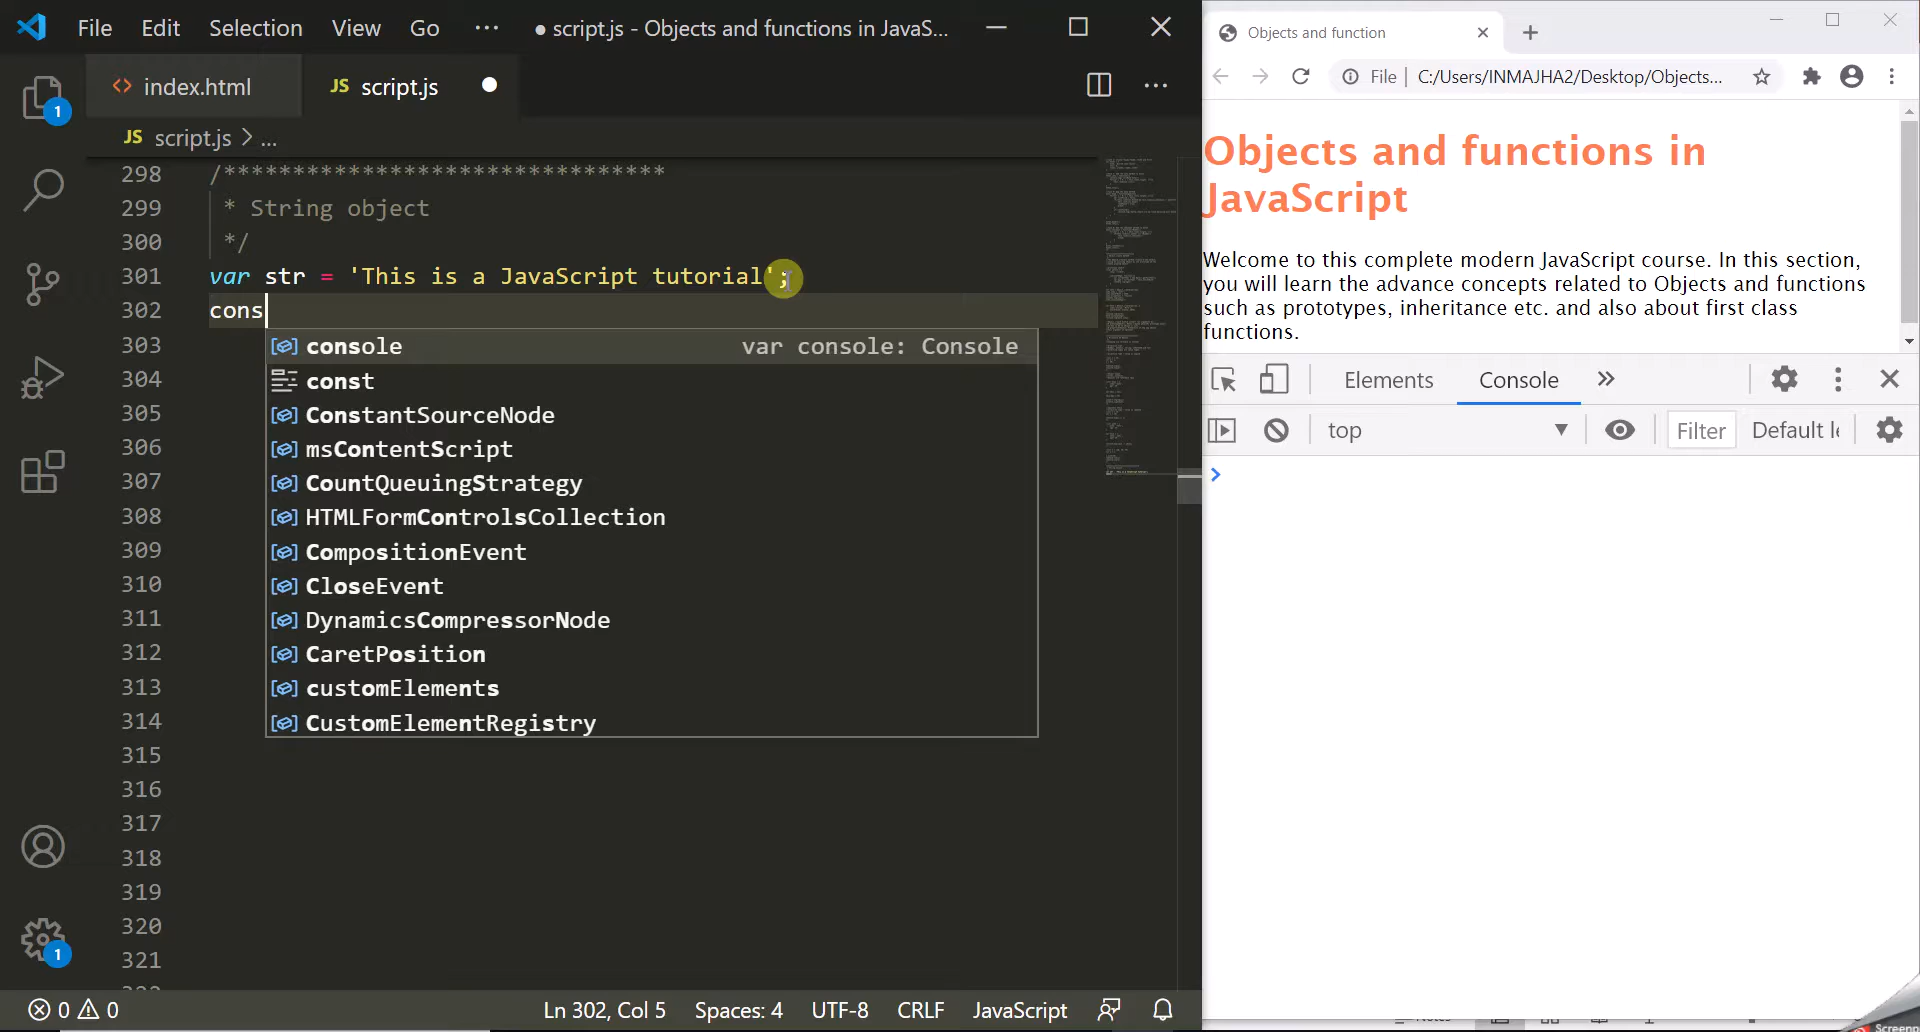 File Edit Selection View Go ··· ● script.js - Objects and functions in JavaS...
index.html JS script.js
JS script.js > ...
298 /********************************
299 * String object
300 */
301 var str = 'This is a JavaScript tutorial';
302 cons
303 console var console: Console
304 const
305 ConstantSourceNode
306 msContentScript
307 CountQueuingStrategy
308 HTMLFormControlsCollection
309 CompositionEvent
310 CloseEvent
311 DynamicsCompressorNode
312 CaretPosition
313 customElements
314 CustomElementRegistry
315
316
317
318
319
320
321
1
1
0 0 Ln 302, Col 5 Spaces: 4 UTF-8 CRLF JavaScript
Objects and function
File | C:/Users/INMAJHA2/Desktop/Objects...
Objects and functions in
JavaScript
Welcome to this complete modern JavaScript course. In this section,
you will learn the advance concepts related to Objects and functions
such as prototypes, inheritance etc. and also about first class
functions.
Elements Console »
top Filter
>